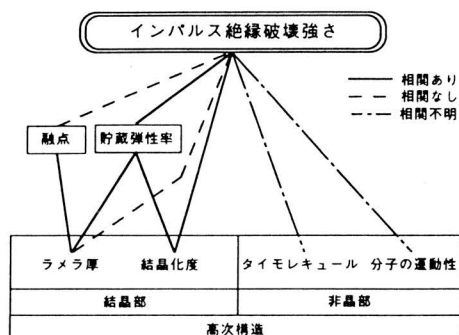 インパルス絶縁破壊強さ
相関あり
相関なし
相関不明
融点 貯蔵弾性率
ラメラ厚 結晶化度 タイモレキュール 分子の運動性
結晶部 非晶部
高次構造